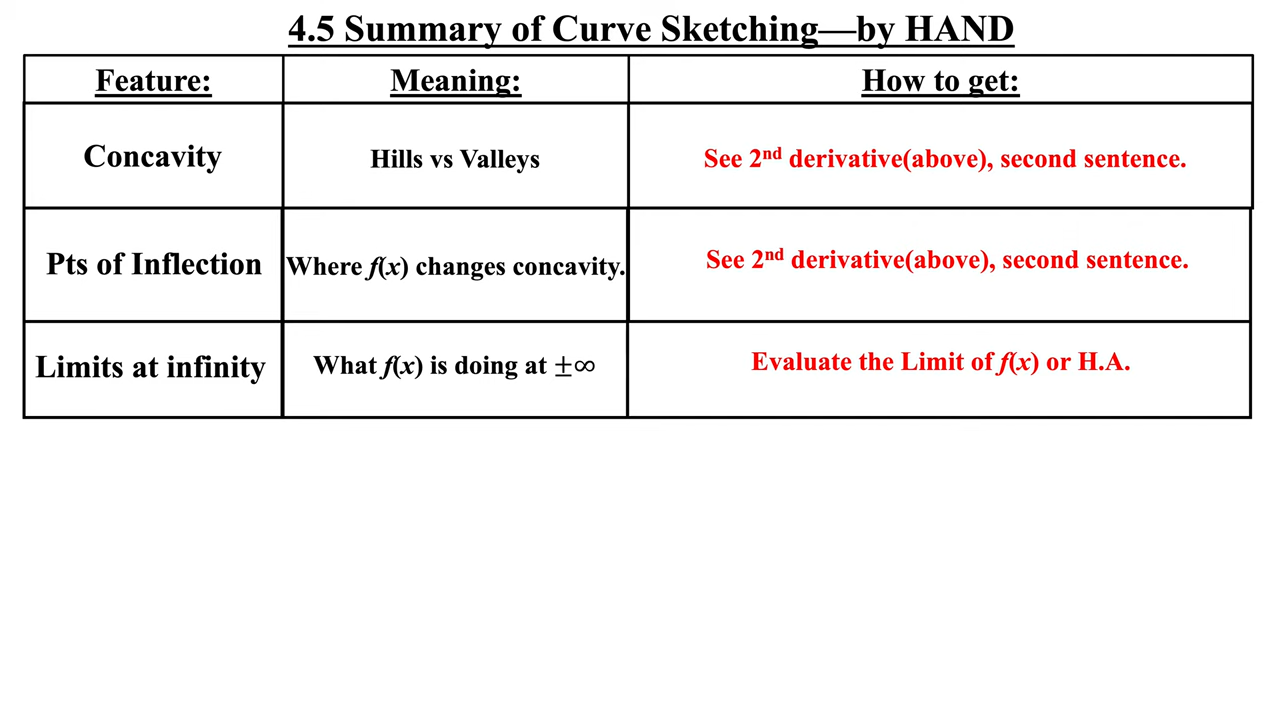 4.5 Summary of Curve Sketching—by HAND
Feature: Meaning: How to get:
Concavity Hills vs Valleys See 2nd derivative(above), second sentence.
Pts of Inflection Where f(x) changes concavity. See 2nd derivative(above), second sentence.
Limits at infinity What f(x) is doing at ±∞ Evaluate the Limit of f(x) or H.A.